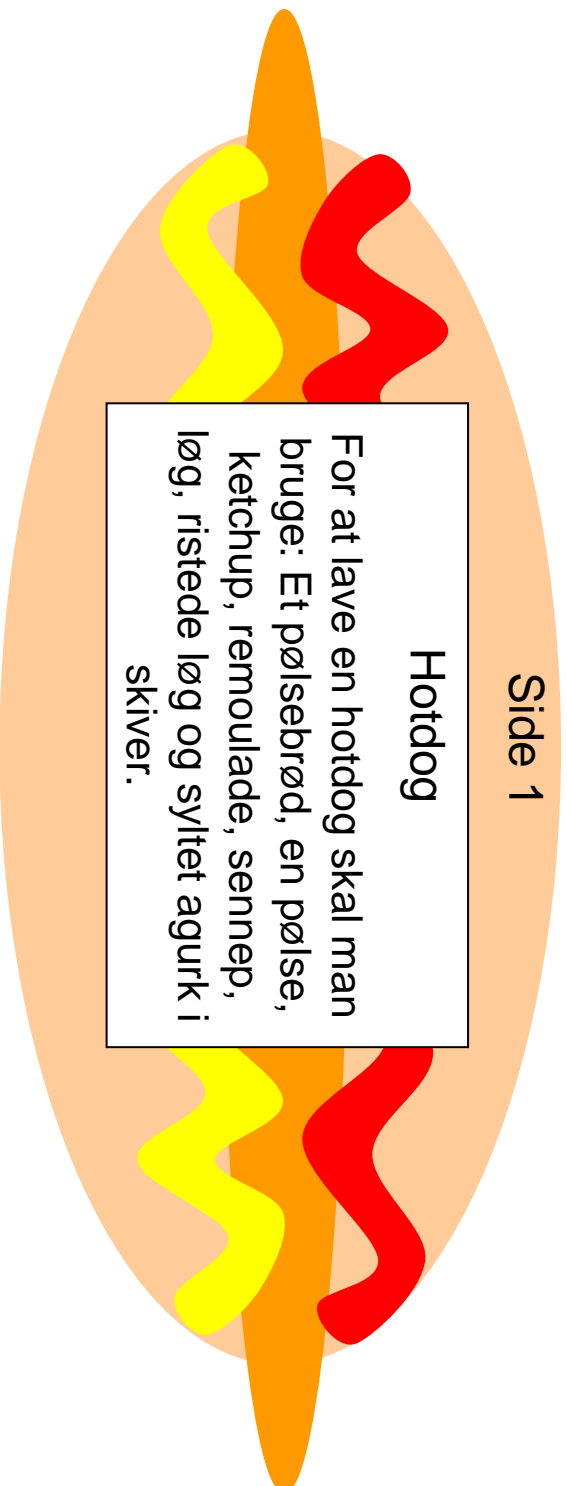 Side 1
Hotdog
For at lave en hotdog skal man
bruge: Et pølsebrød, en pølse,
ketchup, remoulade, sennep,
løg, ristede løg og syltet agurk i
skiver.